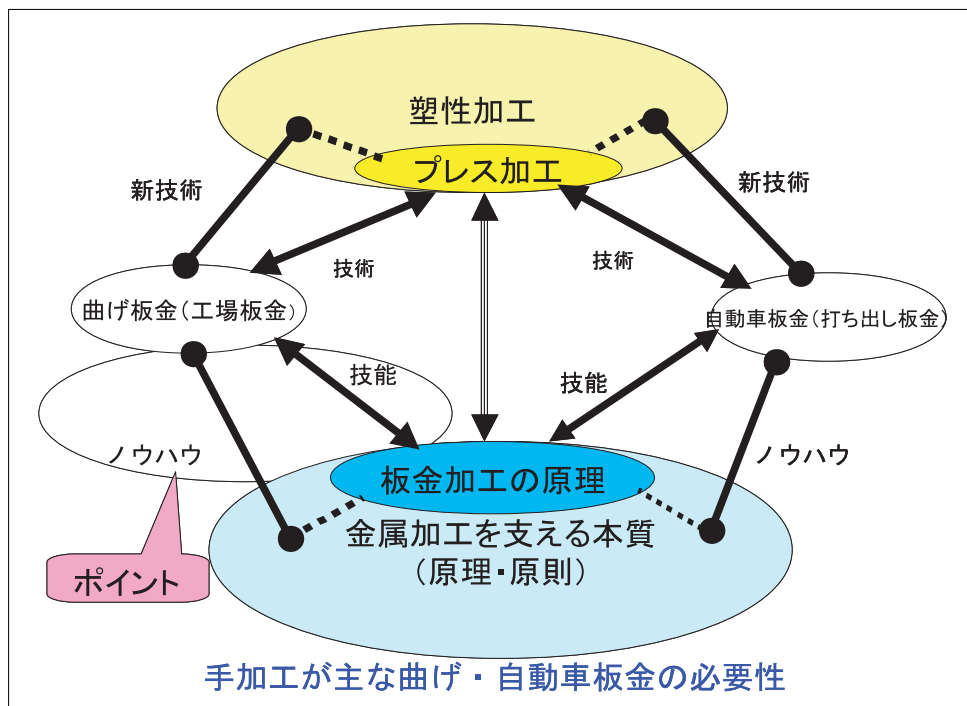 塑性加工
プレス加工
新技術
新技術
技術
技術
曲げ板金(工場板金)
自動車板金(打ち出し板金)
技能
技能
ノウハウ
ノウハウ
板金加工の原理
金属加工を支える本質
(原理・原則)
ポイント
手加工が主な曲げ・自動車板金の必要性